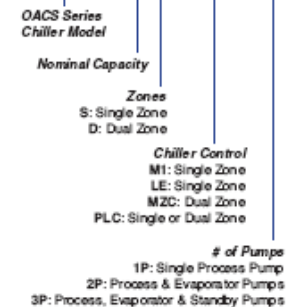 OACS Series
Chiller Model
Nominal Capacity
Zones
S: Single Zone
D: Dual Zone
Chiller Control
M1: Single Zone
LE: Single Zone
MZC: Dual Zone
PLC: Single or Dual Zone
# of Pumps
1P: Single Process Pump
2P: Process & Evaporator Pumps
3P: Process, Evaporator & Standby Pumps